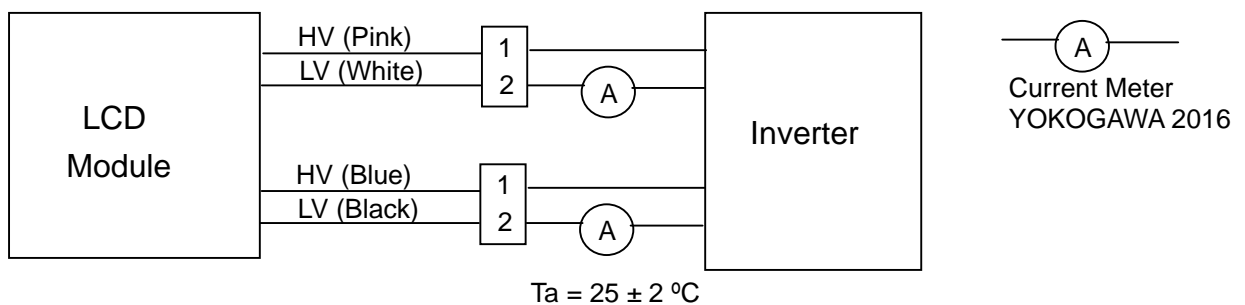 HV (Pink)
LV (White)
1
2
A
LCD
Module
HV (Blue)
LV (Black)
1
2
A
Inverter
A
Current Meter
YOKOGAWA 2016
Ta = 25 ± 2 ºC